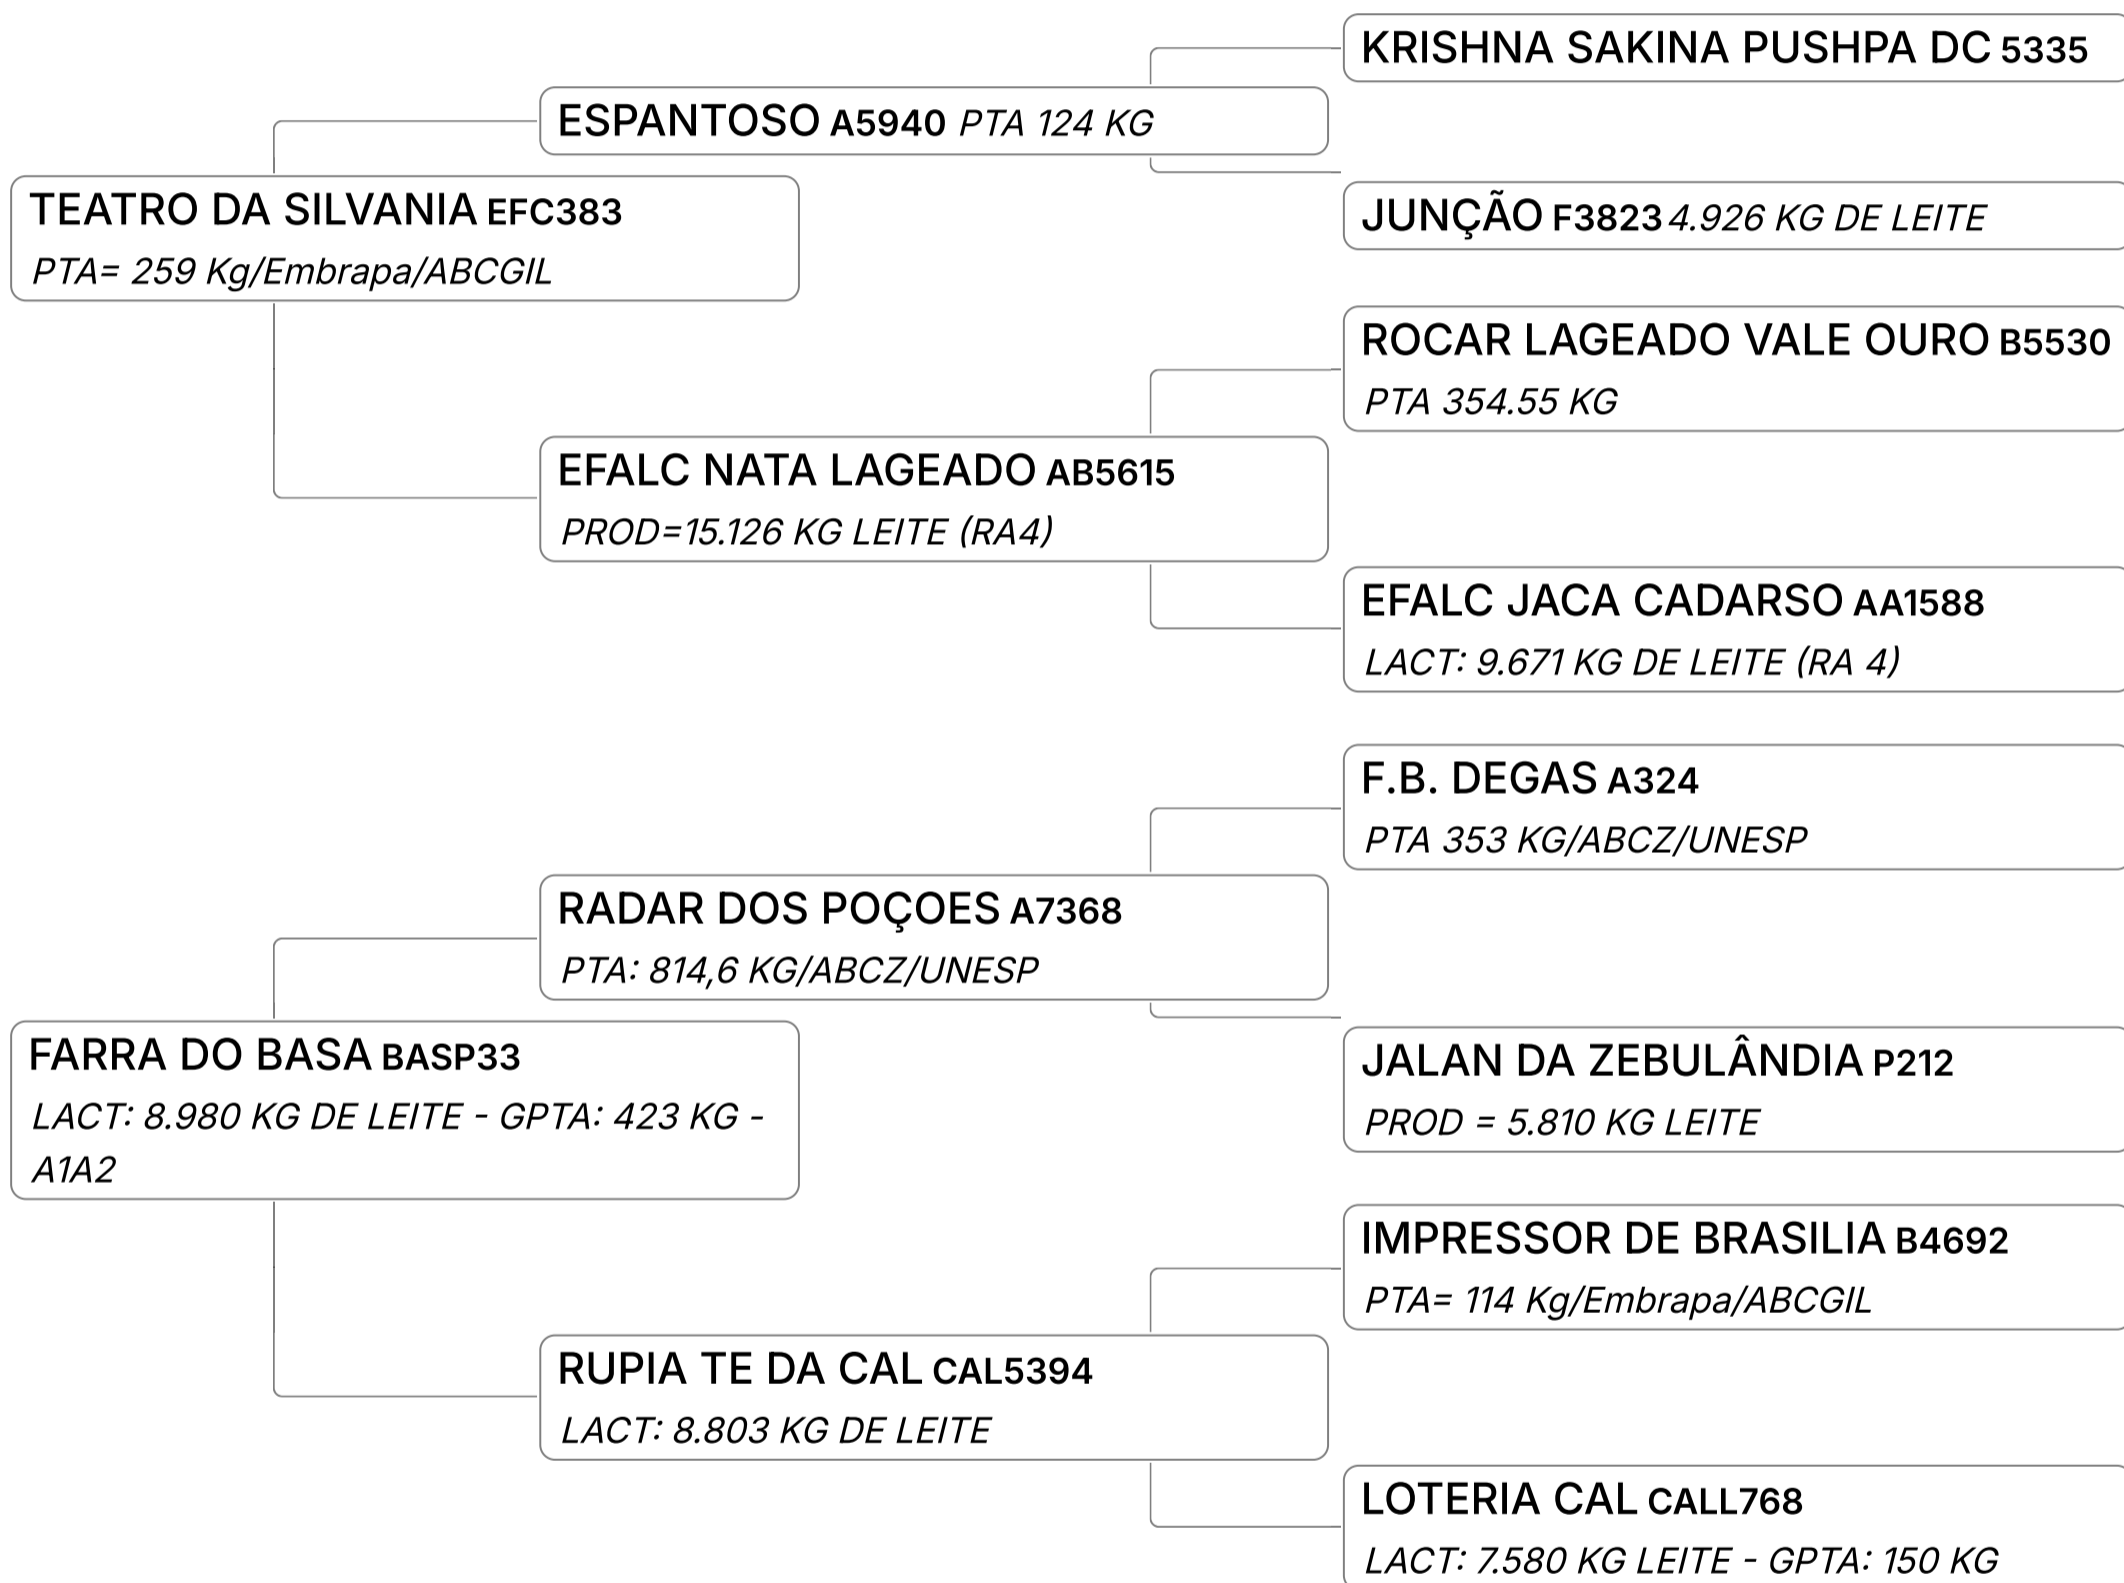 KRISHNA SAKINA PUSHPA DC 5335
ESPANTOSO A5940 PTA 124 KG
TEATRO DA SILVANIA EFC383
PTA= 259 Kg/Embrapa/ABCGIL
JUNÇÃO F3823 4.926 KG DE LEITE
ROCAR LAGEADO VALE OURO B5530
PTA 354.55 KG
EFALC NATA LAGEADO AB5615
PROD=15.126 KG LEITE (RA4)
EFALC JACA CADARSO AA1588
LACT: 9.671 KG DE LEITE (RA 4)
F.B. DEGAS A324
PTA 353 KG/ABCZ/UNESP
RADAR DOS POÇOES A7368
PTA: 814,6 KG/ABCZ/UNESP
FARRA DO BASA BASP33
LACT: 8.980 KG DE LEITE - GPTA: 423 KG -
A1A2
JALAN DA ZEBULÂNDIA P212
PROD = 5.810 KG LEITE
IMPRESSOR DE BRASILIA B4692
PTA= 114 Kg/Embrapa/ABCGIL
RUPIA TE DA CAL CAL5394
LACT: 8.803 KG DE LEITE
LOTERIA CAL CALL768
LACT: 7.580 KG LEITE - GPTA: 150 KG